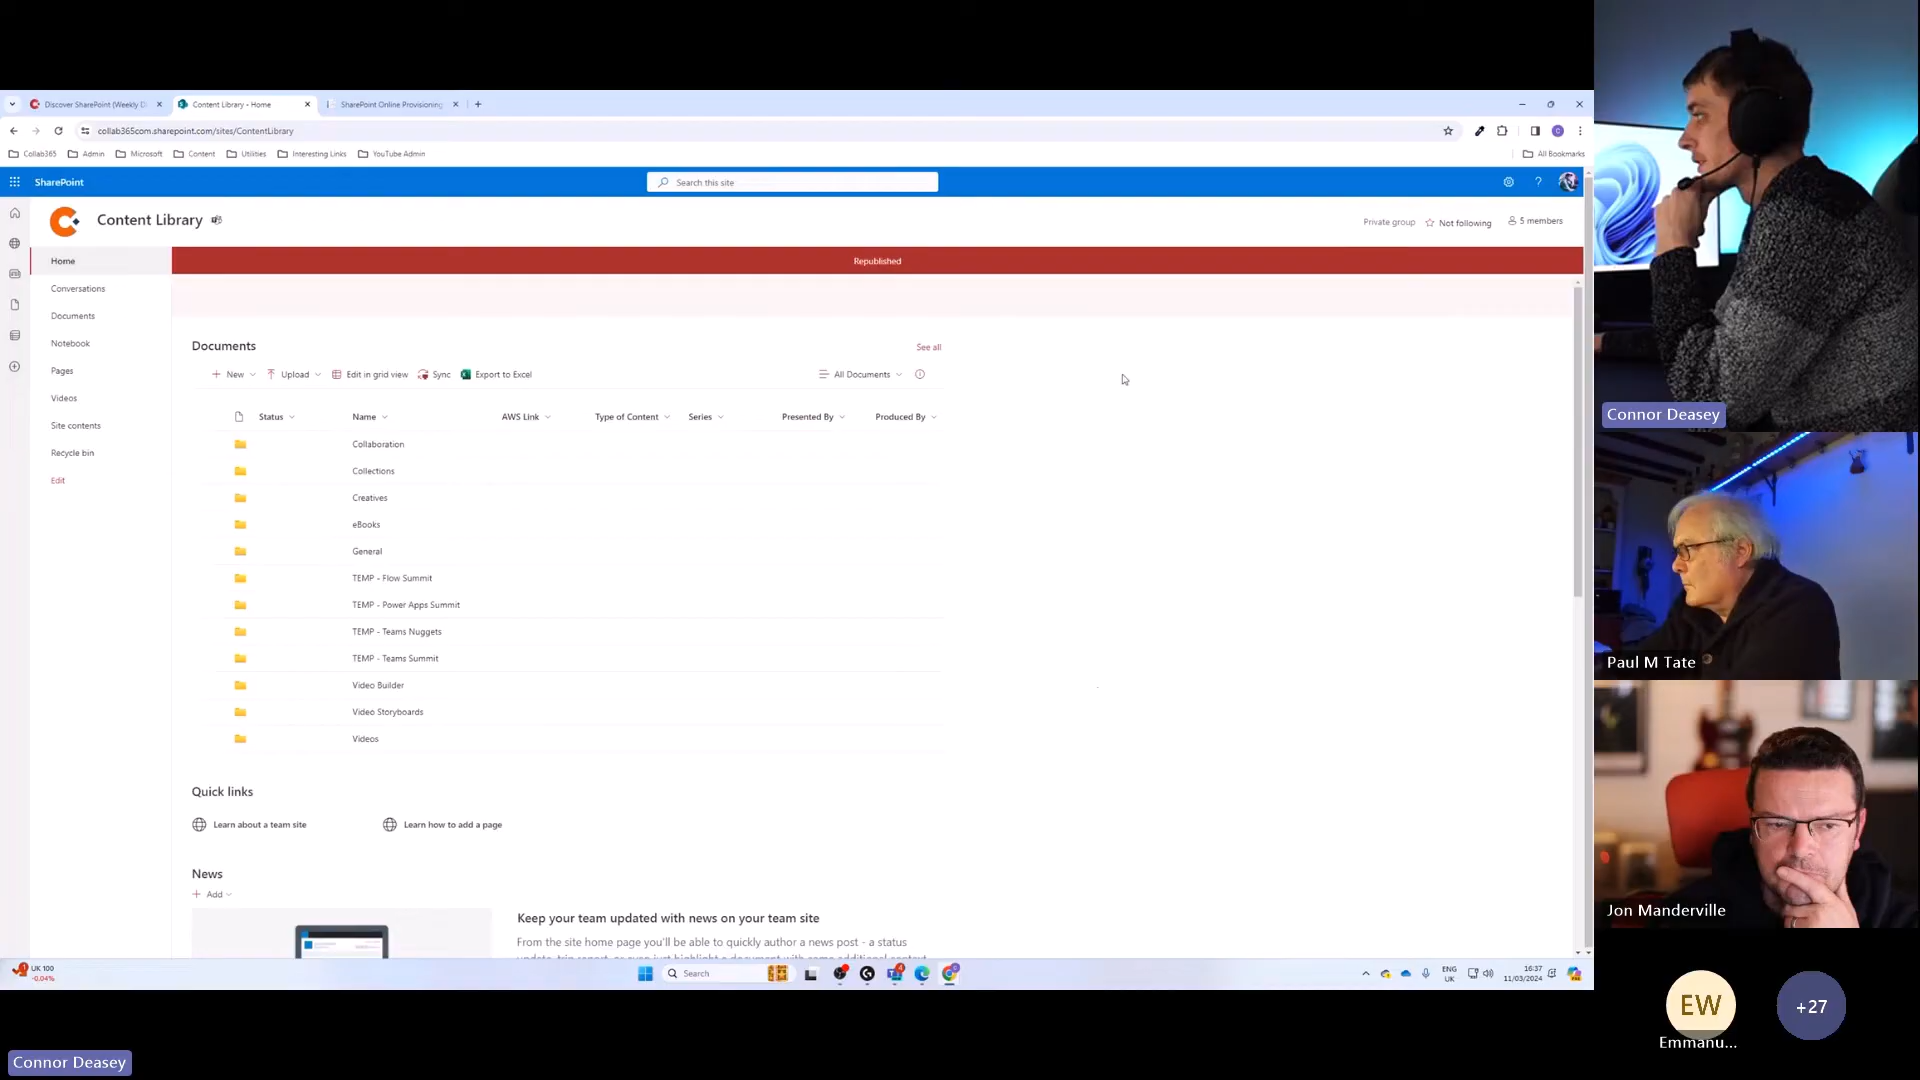 Discover SharePoint (Weekly D
Content Library - Home
SharePoint Online Provisioning
collab365com.sharepoint.com/sites/ContentLibrary
Collab365
Admin
Microsoft
Content
Utilities
Interesting Links
YouTube Admin
All Bookmarks
SharePoint
Search this site
Content Library
Private group
Not following
5 members
Home
Conversations
Documents
Notebook
Pages
Videos
Site contents
Recycle bin
Edit
Republished
Documents
See all
New
Upload
Edit in grid view
Sync
Export to Excel
All Documents
Status
Name
AWS Link
Type of Content
Series
Presented By
Produced By
Collaboration
Collections
Creatives
eBooks
General
TEMP - Flow Summit
TEMP - Power Apps Summit
TEMP - Teams Nuggets
TEMP - Teams Summit
Video Builder
Video Storyboards
Videos
Quick links
Learn about a team site
Learn how to add a page
News
+ Add
Keep your team updated with news on your team site
From the site home page you'll be able to quickly author a news post - a status
UK 100
-0.04%
Search
ENG
UK
16:37
11/03/2024
Connor Deasey
Paul M Tate
Jon Manderville
EW
Emmanu...
+27
Connor Deasey